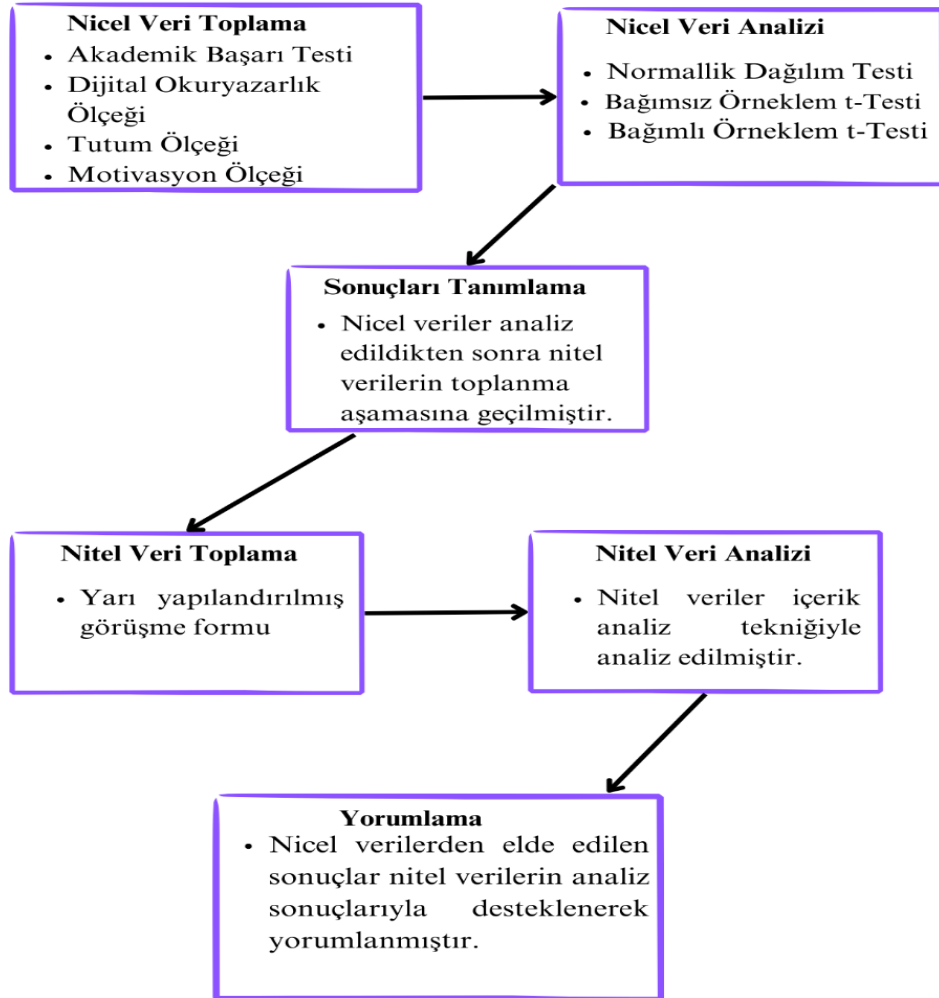 Nicel Veri Toplama
• Akademik Başarı Testi
• Dijital Okuryazarlık
Ölçeği
• Tutum Ölçeği
• Motivasyon Ölçeği
Nicel Veri Analizi
• Normallik Dağılım Testi
• Bağımsız Örneklem t-Testi
• Bağımlı Örneklem t-Testi
Sonuçları Tanımlama
• Nicel veriler analiz
edildikten sonra nitel
verilerin toplanma
aşamasına geçilmiştir.
Nitel Veri Toplama
• Yarı yapılandırılmış
görüşme formu
Nitel Veri Analizi
• Nitel veriler içerik
analiz tekniğiyle
analiz edilmiştir.
Yorumlama
• Nicel verilerden elde edilen
sonuçlar nitel verilerin analiz
sonuçlarıyla desteklenerek
yorumlanmıştır.